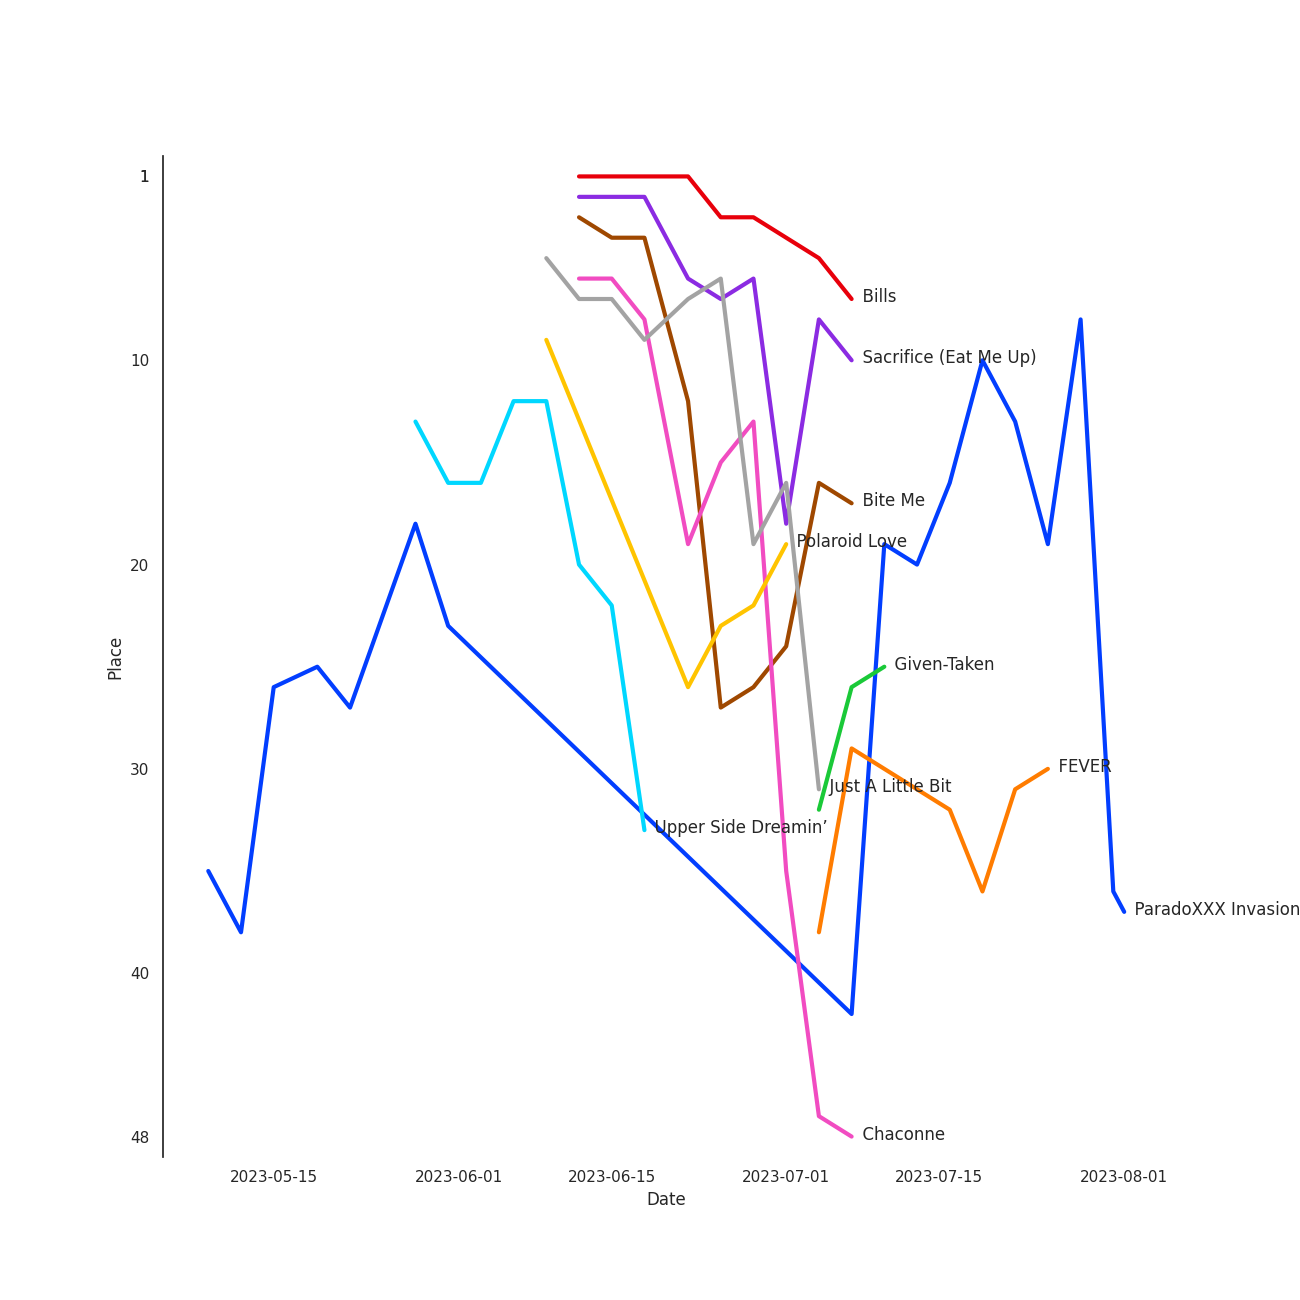 1
Bills
10
Sacrifice (Eat Me Up)
Bite Me
Polaroid Love
20
Place
Given-Taken
30
FEVER
Just A Little Bit
Upper Side Dreamin’
ParadoXXX Invasion
40
48
Chaconne
2023-05-15 2023-06-01 2023-06-15 2023-07-01 2023-07-15 2023-08-01
Date